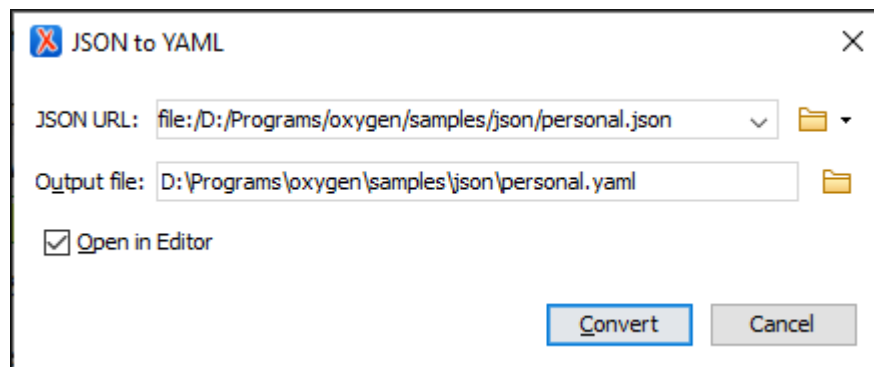 JSON to YAML
JSON URL: file:/D:/Programs/oxygen/samples/json/personal.json
Output file: D:\Programs\oxygen\samples\json\personal.yaml
Open in Editor
Convert Cancel